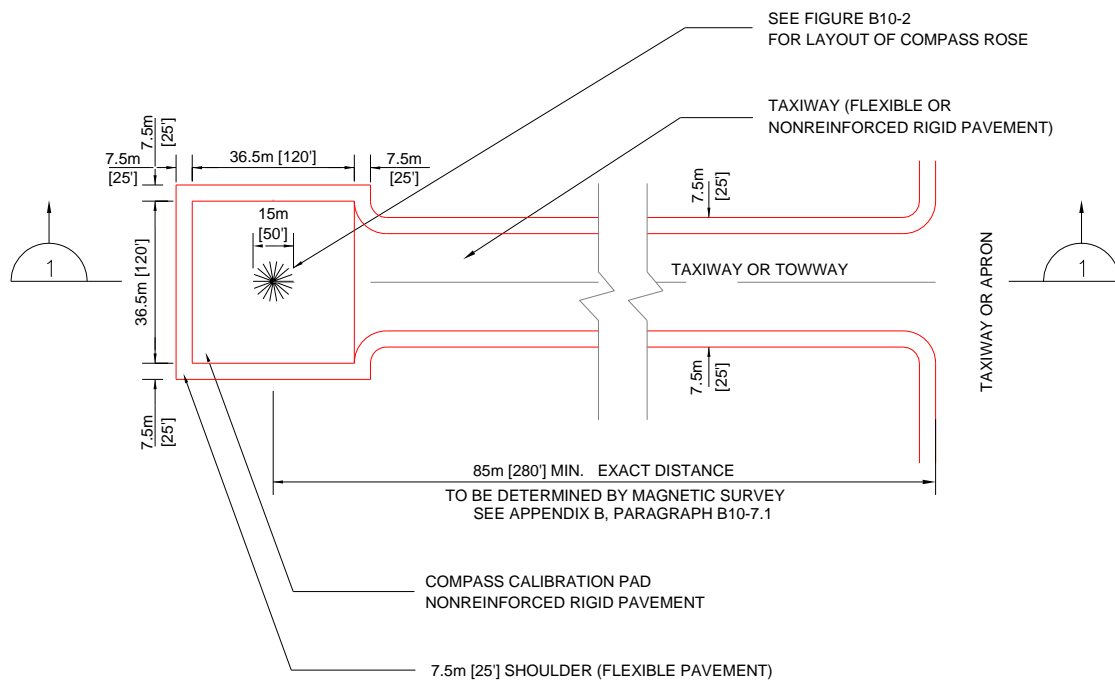 SEE FIGURE B10-2
FOR LAYOUT OF COMPASS ROSE
TAXIWAY (FLEXIBLE OR
NONREINFORCED RIGID PAVEMENT)
7.5m
[25']
7.5m
[25']
36.5m [120']
7.5m
[25']
15m
[50']
36.5m [120']
7.5m
[25']
1
TAXIWAY OR TOWWAY
1
TAXIWAY OR APRON
7.5m
[25']
7.5m
[25']
85m [280'] MIN. EXACT DISTANCE
TO BE DETERMINED BY MAGNETIC SURVEY
SEE APPENDIX B, PARAGRAPH B10-7.1
COMPASS CALIBRATION PAD
NONREINFORCED RIGID PAVEMENT
7.5m [25'] SHOULDER (FLEXIBLE PAVEMENT)